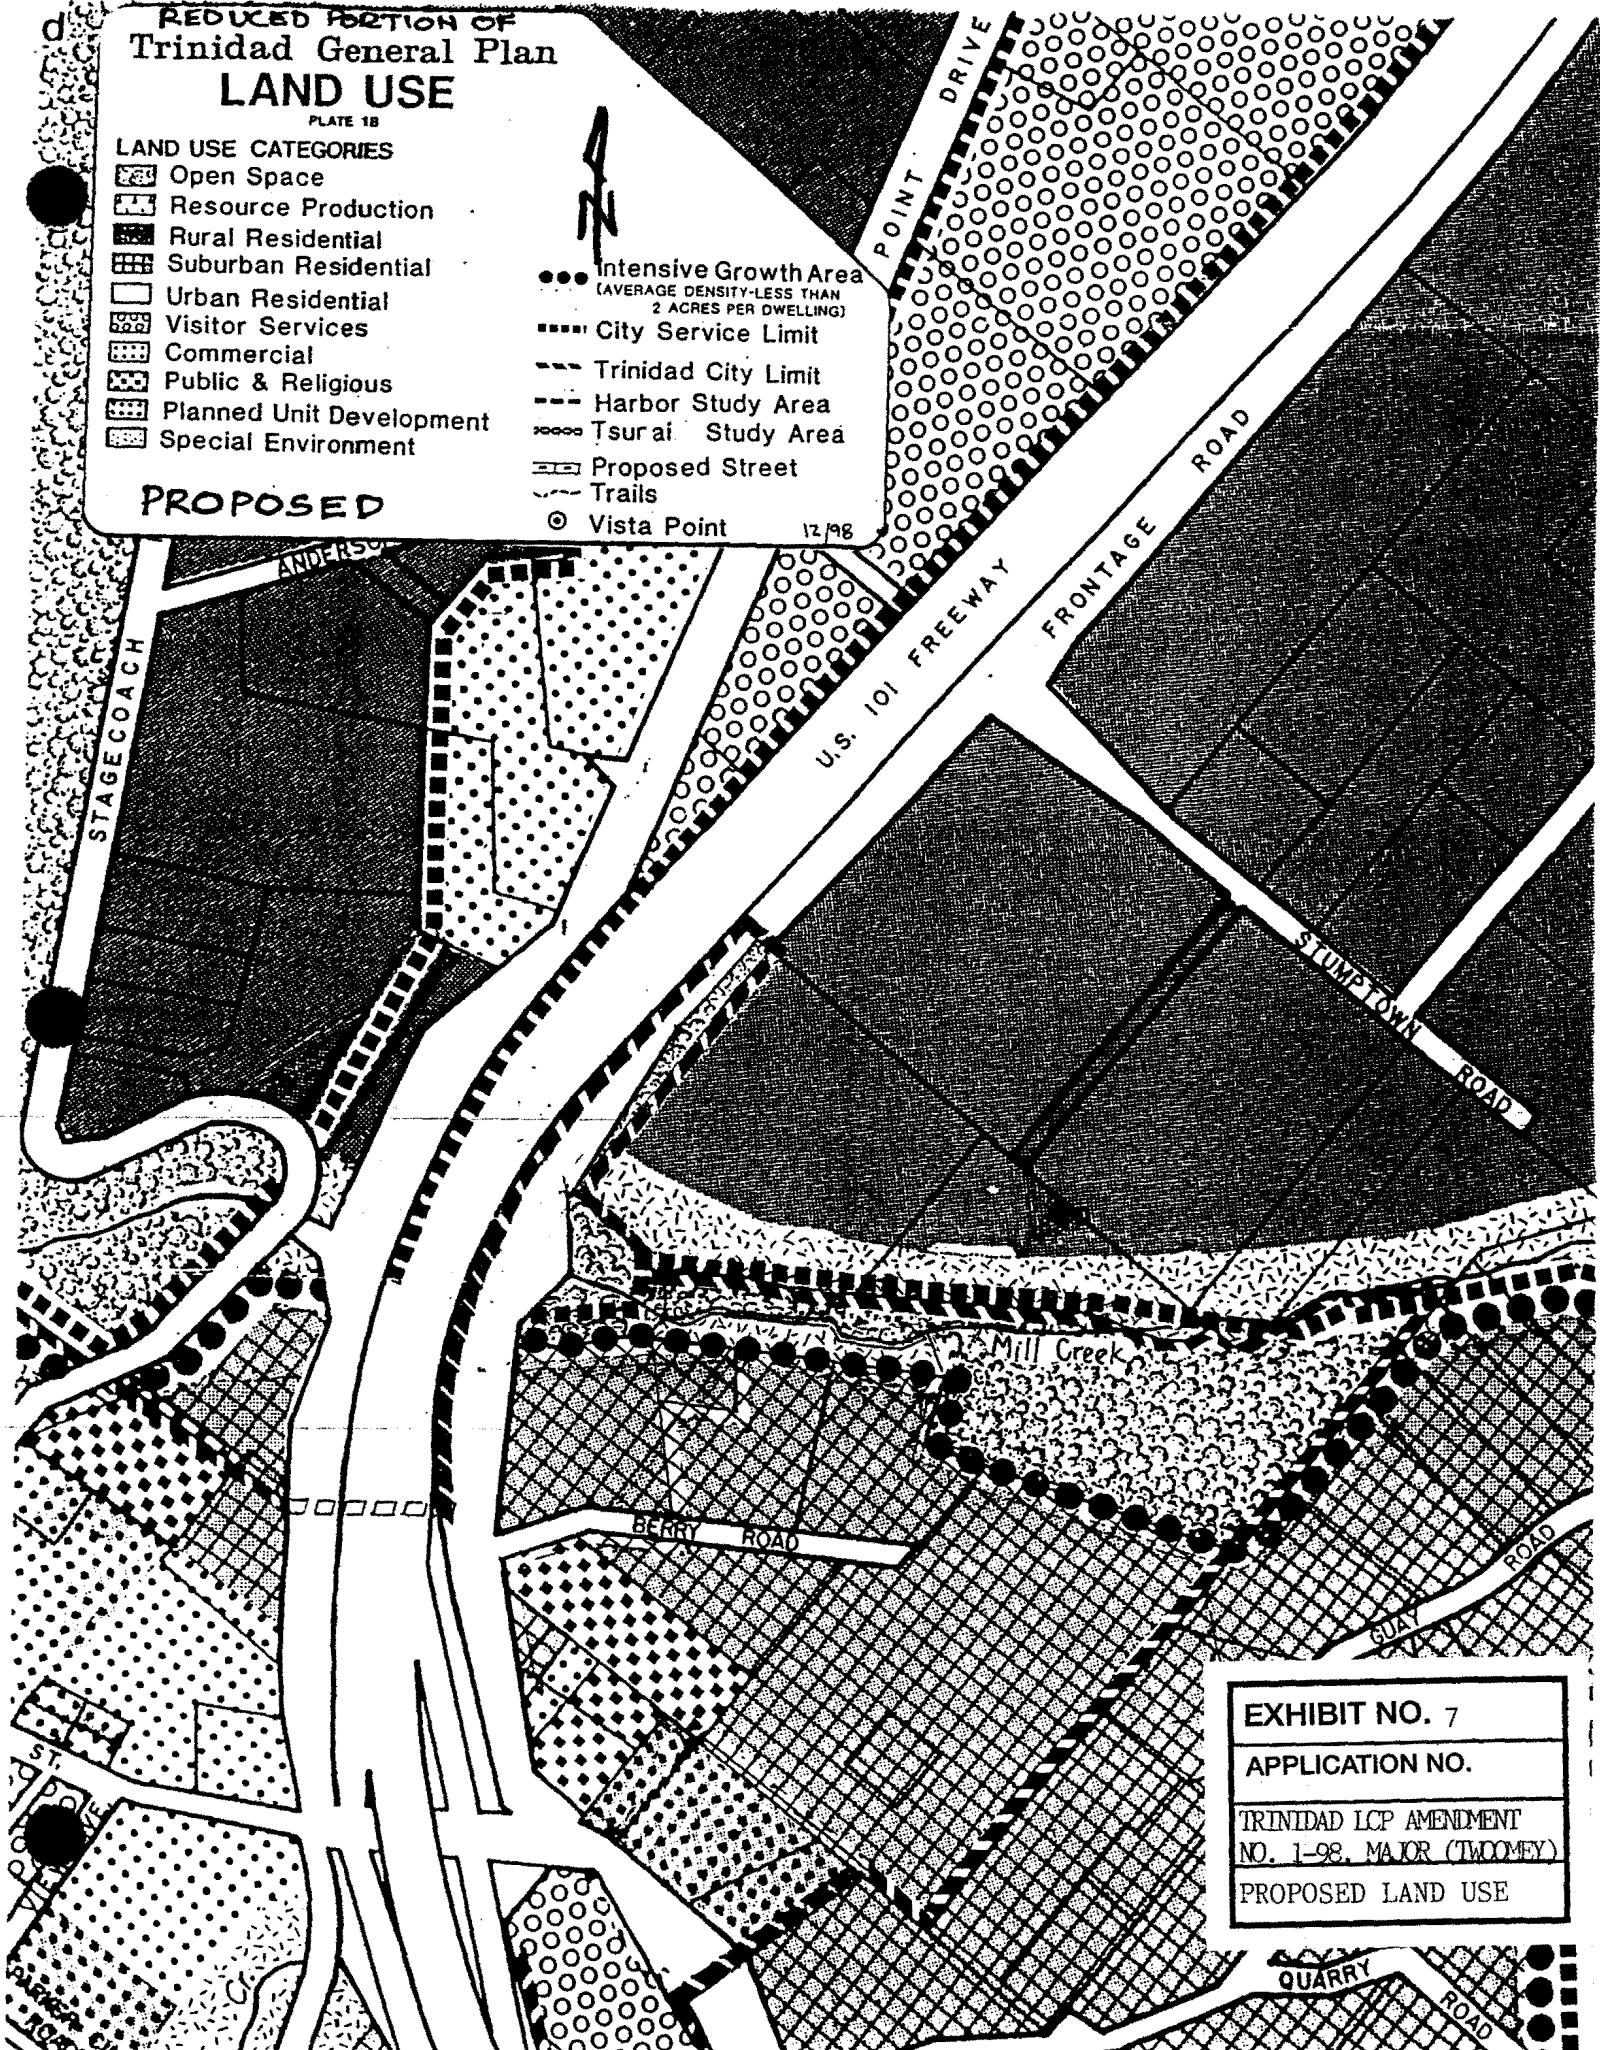 d
REDUCED PORTION OF
Trinidad General Plan
LAND USE
PLATE 1B
LAND USE CATEGORIES
Open Space
Resource Production
Rural Residential
Suburban Residential
Urban Residential
Visitor Services
Commercial
Public & Religious
Planned Unit Development
Special Environment
PROPOSED
N
Intensive Growth Area
(AVERAGE DENSITY-LESS THAN
2 ACRES PER DWELLING)
City Service Limit
Trinidad City Limit
Harbor Study Area
Tsurai Study Area
Proposed Street
Trails
Vista Point
12/98
POINT DRIVE
FRONTAGE ROAD
U.S. 101 FREEWAY
STAGECOACH
STUMPTOWN ROAD
Mill Creek
BERRY ROAD
GUAY ROAD
ST.
Cr.
QUARRY ROAD
EXHIBIT NO. 7
APPLICATION NO.
TRINIDAD LCP AMENDMENT
NO. 1-98, MAJOR (TWOOMEY)
PROPOSED LAND USE